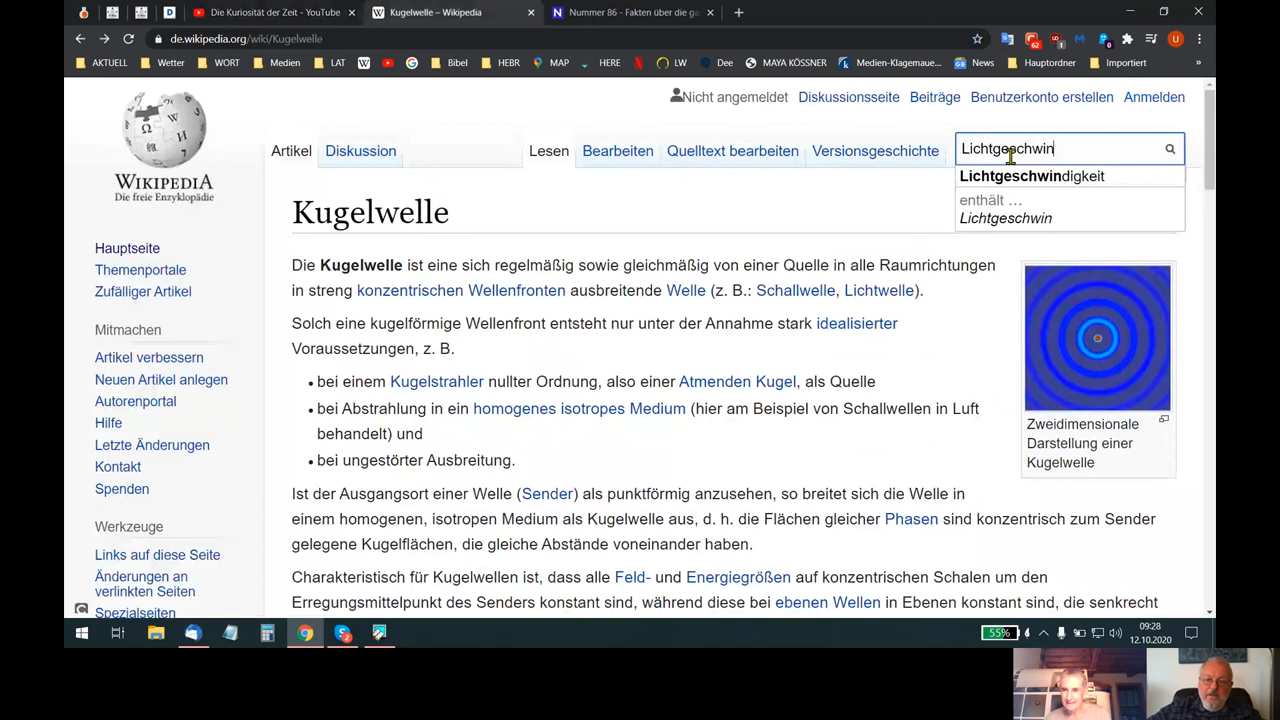 Die Kuriosität der Zeit - YouTube
Kugelwelle – Wikipedia
Nummer 86 - Fakten über die ga
de.wikipedia.org/wiki/Kugelwelle
AKTUELL
Wetter
WORT
Medien
LAT
Bibel
HEBR
MAP
HERE
LW
Dee
MAYA KÖSSNER
Medien-Klagemaue...
News
Hauptordner
Importiert
»
Nicht angemeldet
Diskussionsseite
Beiträge
Benutzerkonto erstellen
Anmelden
WIKIPEDIA
Die freie Enzyklopädie
Artikel
Diskussion
Lesen
Bearbeiten
Quelltext bearbeiten
Versionsgeschichte
Lichtgeschwin
Lichtgeschwindigkeit
enthält ...
Lichtgeschwin
Hauptseite
Themenportale
Zufälliger Artikel
Mitmachen
Artikel verbessern
Neuen Artikel anlegen
Autorenportal
Hilfe
Letzte Änderungen
Kontakt
Spenden
Werkzeuge
Links auf diese Seite
Änderungen an
verlinkten Seiten
Spezialseiten
Kugelwelle
Die Kugelwelle ist eine sich regelmäßig sowie gleichmäßig von einer Quelle in alle Raumrichtungen
in streng konzentrischen Wellenfronten ausbreitende Welle (z. B.: Schallwelle, Lichtwelle).
Solch eine kugelförmige Wellenfront entsteht nur unter der Annahme stark idealisierter
Voraussetzungen, z. B.
• bei einem Kugelstrahler nullter Ordnung, also einer Atmenden Kugel, als Quelle
• bei Abstrahlung in ein homogenes isotropes Medium (hier am Beispiel von Schallwellen in Luft
behandelt) und
• bei ungestörter Ausbreitung.
Ist der Ausgangsort einer Welle (Sender) als punktförmig anzusehen, so breitet sich die Welle in
einem homogenen, isotropen Medium als Kugelwelle aus, d. h. die Flächen gleicher Phasen sind konzentrisch zum Sender
gelegene Kugelflächen, die gleiche Abstände voneinander haben.
Charakteristisch für Kugelwellen ist, dass alle Feld- und Energiegrößen auf konzentrischen Schalen um den
Erregungsmittelpunkt des Senders konstant sind, während diese bei ebenen Wellen in Ebenen konstant sind, die senkrecht
Zweidimensionale
Darstellung einer
Kugelwelle
55%
09:28
12.10.2020